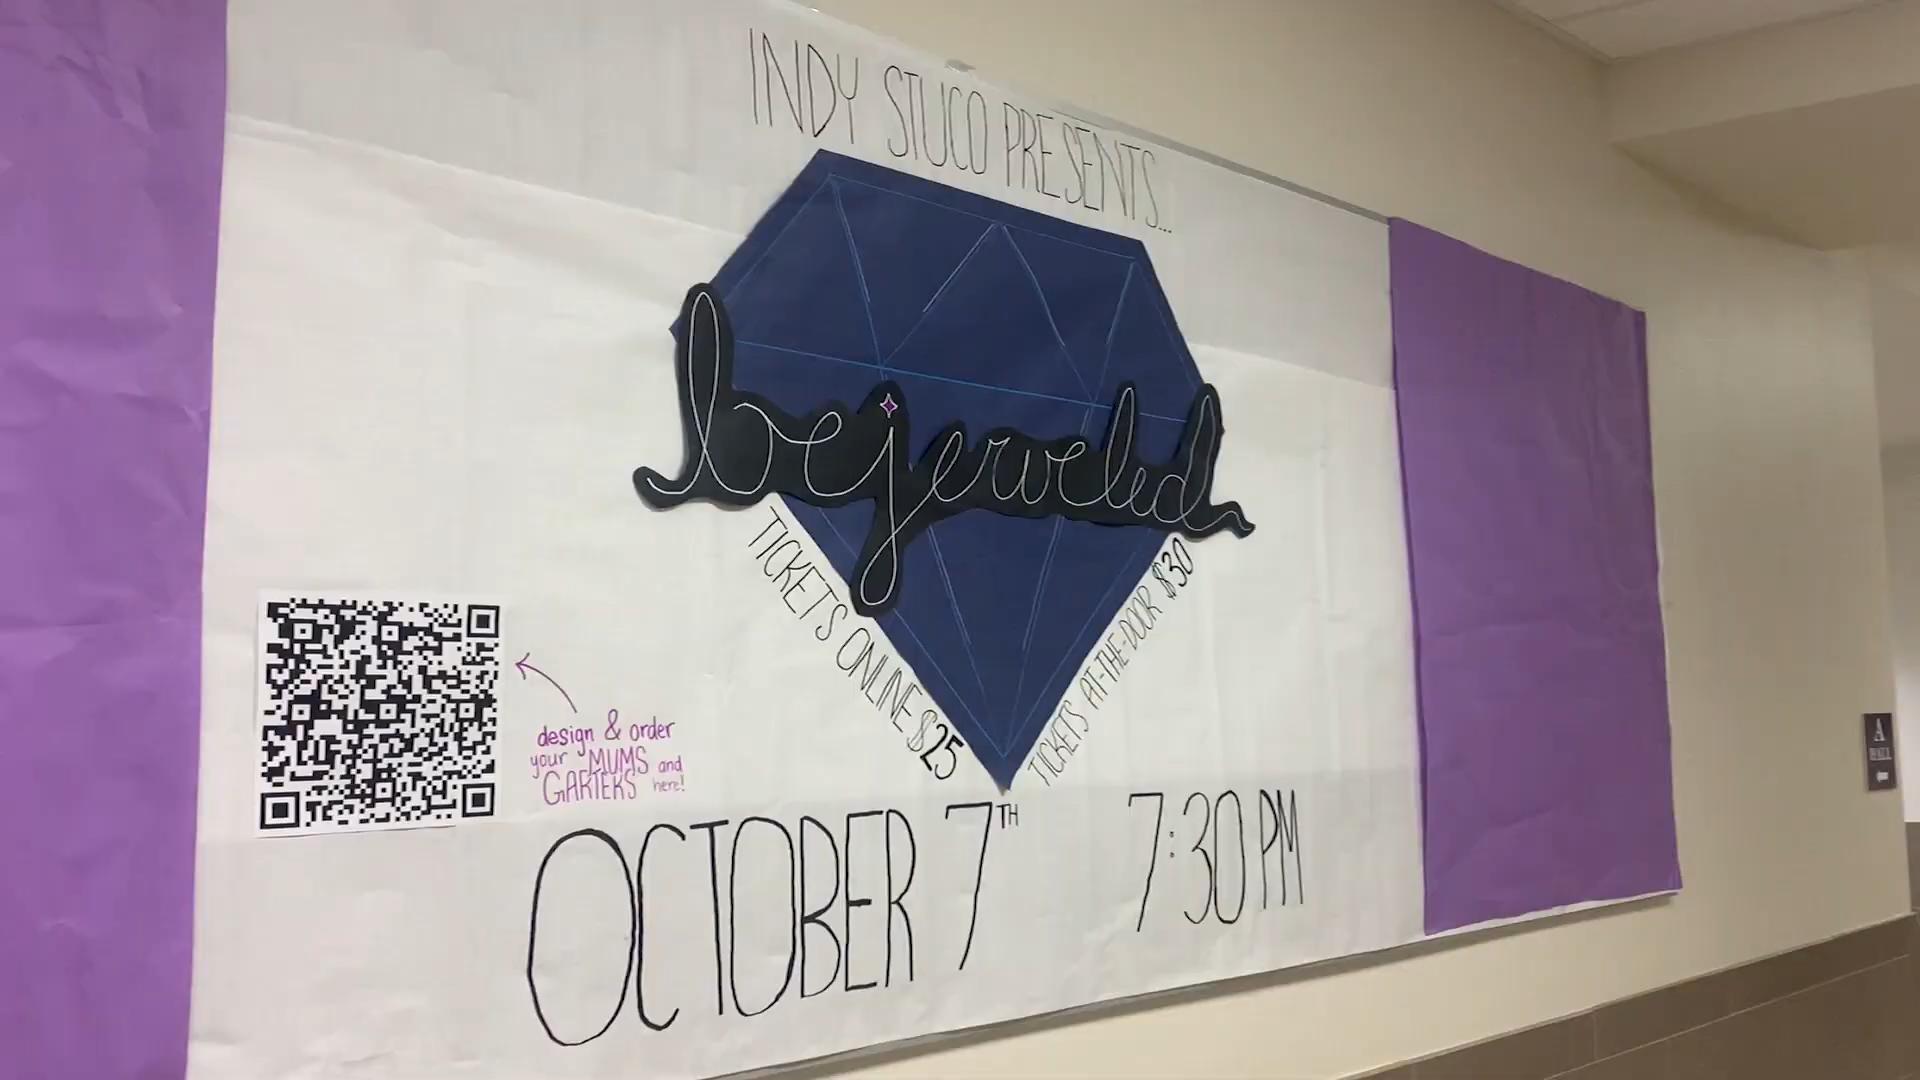 INDY STUCO PRESENTS...
bejeweled
TICKETS ONLINE $25
TICKETS AT-THE-DOOR $30
design & order
your MUMS and
GARTERS here!
OCTOBER 7TH 7:30 PM
A